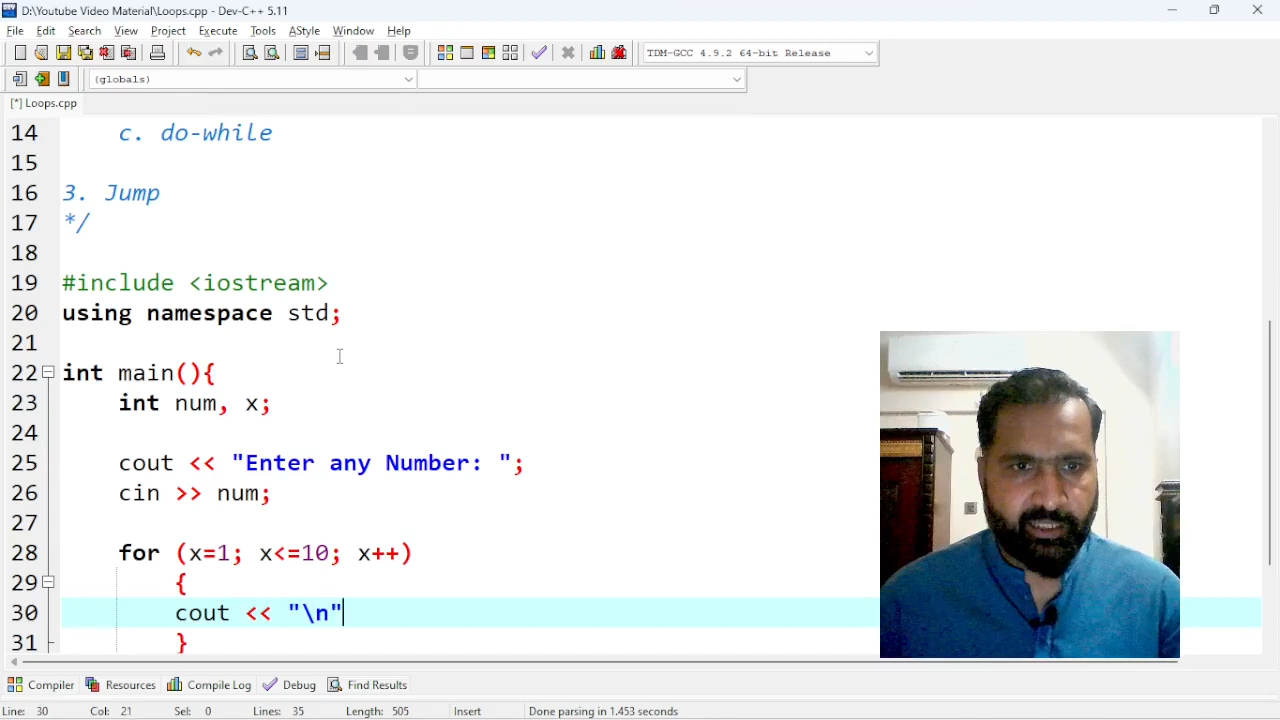 D:\Youtube Video Material\Loops.cpp - Dev-C++ 5.11
File Edit Search View Project Execute Tools AStyle Window Help
TDM-GCC 4.9.2 64-bit Release
(globals)
[*] Loops.cpp
14 c. do-while
15
16 3. Jump
17 */
18
19 #include <iostream>
20 using namespace std;
21
22 int main(){
23 int num, x;
24
25 cout << "Enter any Number: ";
26 cin >> num;
27
28 for (x=1; x<=10; x++)
29 {
30 cout << "\n"
31 }
Compiler Resources Compile Log Debug Find Results
Line: 30 Col: 21 Sel: 0 Lines: 35 Length: 505 Insert Done parsing in 1.453 seconds